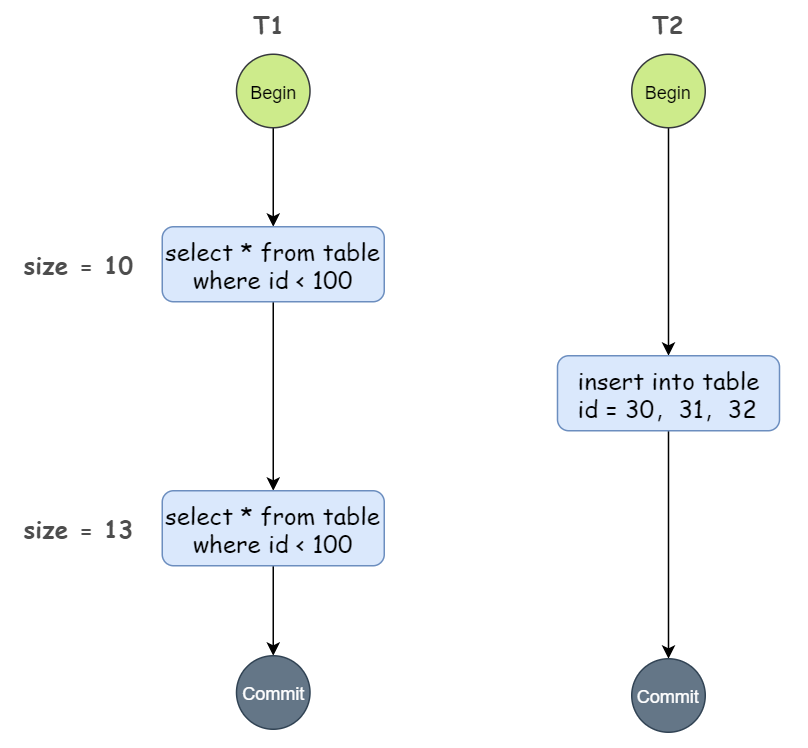 T1
T2
Begin
Begin
size = 10
select * from table
where id < 100
insert into table
id = 30, 31, 32
size = 13
select * from table
where id < 100
Commit
Commit